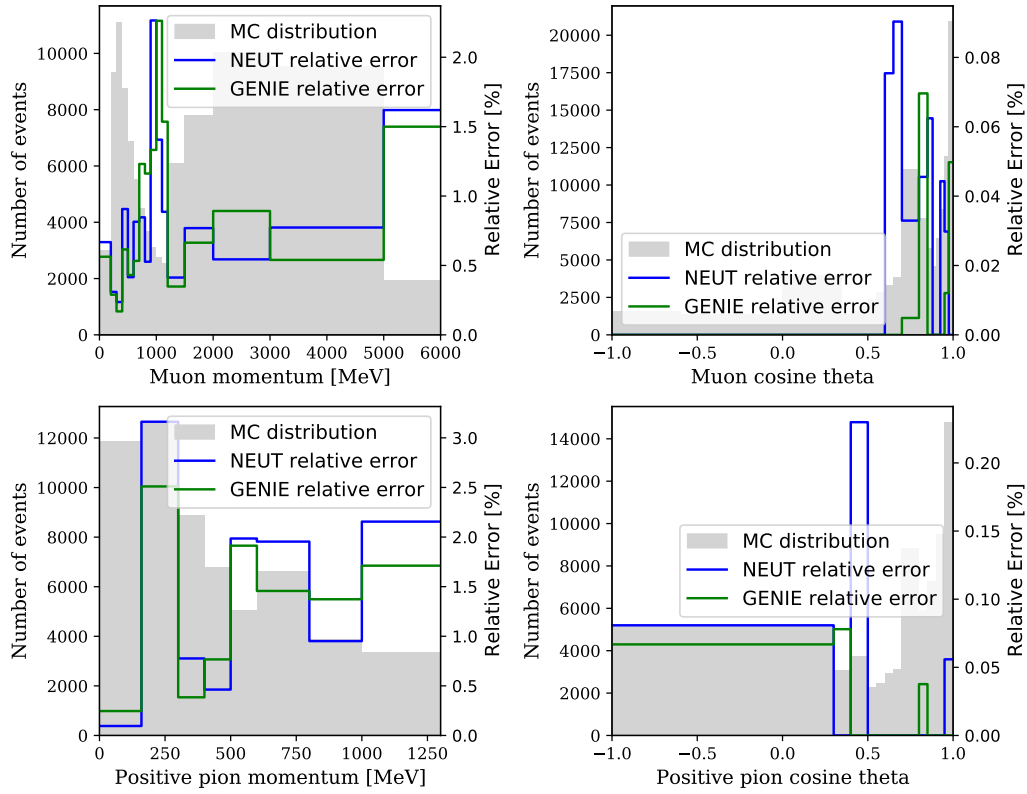 MC distribution
NEUT relative error
GENIE relative error
Number of events
Relative Error [%]
0
2000
4000
6000
8000
10000
0.0
0.5
1.0
1.5
2.0
0 1000 2000 3000 4000 5000 6000
Muon momentum [MeV]
MC distribution
NEUT relative error
GENIE relative error
Number of events
Relative Error [%]
0
2500
5000
7500
10000
12500
15000
17500
20000
0.00
0.02
0.04
0.06
0.08
−1.0 −0.5 0.0 0.5 1.0
Muon cosine theta
MC distribution
NEUT relative error
GENIE relative error
Number of events
Relative Error [%]
0
2000
4000
6000
8000
10000
12000
0.0
0.5
1.0
1.5
2.0
2.5
3.0
0 250 500 750 1000 1250
Positive pion momentum [MeV]
MC distribution
NEUT relative error
GENIE relative error
Number of events
Relative Error [%]
0
2000
4000
6000
8000
10000
12000
14000
0.00
0.05
0.10
0.15
0.20
−1.0 −0.5 0.0 0.5 1.0
Positive pion cosine theta